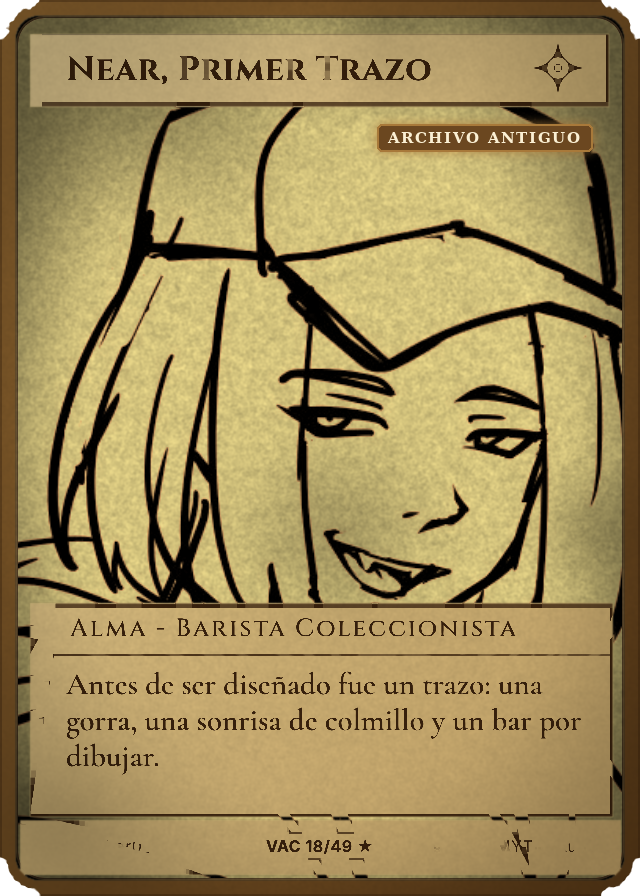 Near, Primer Trazo
ARCHIVO ANTIGUO
Alma - Barista Coleccionista
Antes de ser diseñado fue un trazo: una
gorra, una sonrisa de colmillo y un bar por
dibujar.
VAC 18/49 ★